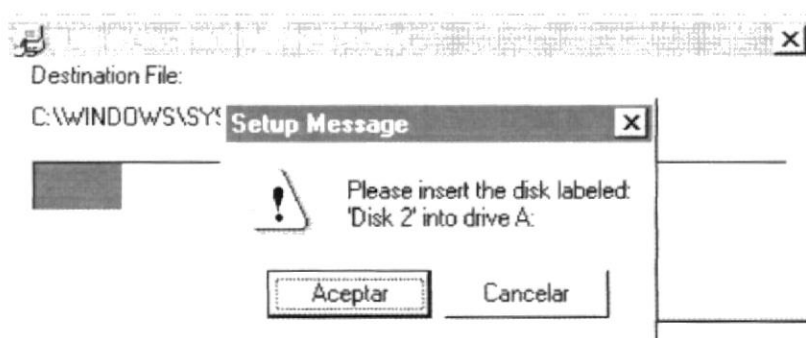 Destination File:
C:\WINDOWS\SYS
Setup Message
Please insert the disk labeled:
'Disk 2' into drive A:
Aceptar
Cancelar